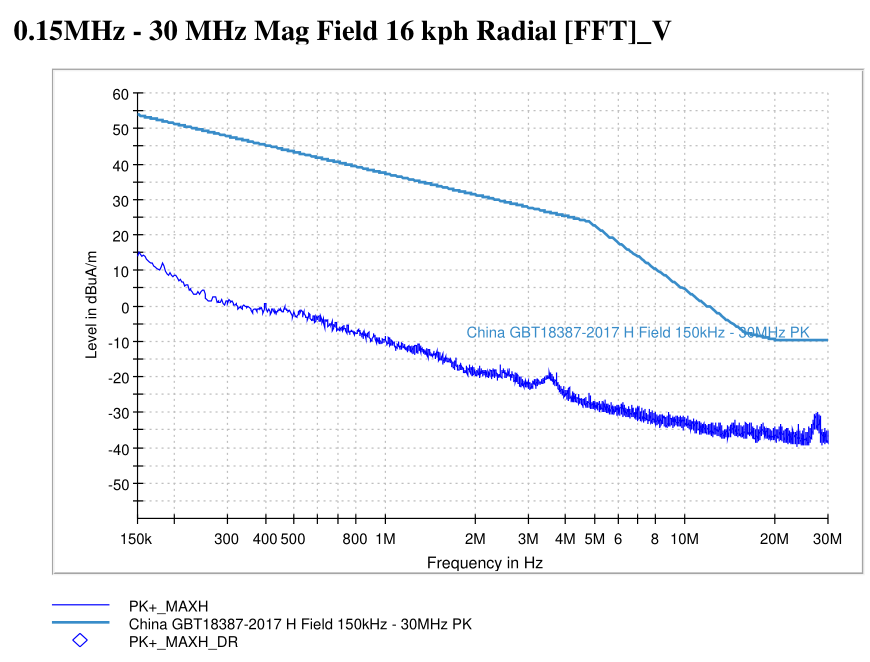 0.15MHz - 30 MHz Mag Field 16 kph Radial [FFT]_V
60
50
40
30
20
10
0
-10
-20
-30
-40
-50
Level in dBuA/m
China GBT18387-2017 H Field 150kHz - 30MHz PK
150k 300 400 500 800 1M 2M 3M 4M 5M 6 8 10M 20M 30M
Frequency in Hz
PK+_MAXH
China GBT18387-2017 H Field 150kHz - 30MHz PK
PK+_MAXH_DR